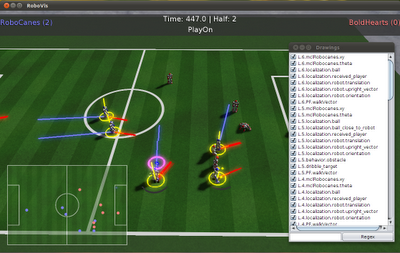 RoboVis
RoboCanes (2)
Time: 447.0 | Half: 2
BoldHearts (0)
PlayOn
Drawings
L.6.mclRobocanes.xy
L.6.mclRobocanes.theta
L.6.localization.ball
L.6.localization.received_player
L.6.localization.robot.translation
L.6.localization.robot.upright_vector
L.6.localization.robot.orientation
L.6.PF.walkVector
L.5.mclRobocanes.xy
L.5.mclRobocanes.theta
L.5.localization.ball
L.5.localization.ball_close_to_robot
L.5.localization.received_player
L.5.localization.robot.translation
L.5.localization.robot.upright_vector
L.5.localization.robot.orientation
L.5.behavior.obstacle
L.5.dribble_target
L.5.PF.walkVector
L.4.mclRobocanes.xy
L.4.mclRobocanes.theta
L.4.localization.ball
L.4.localization.received_player
L.4.localization.robot.translation
L.4.localization.robot.upright_vector
L.4.localization.robot.orientation
L.4.PF.walkVector
Regex